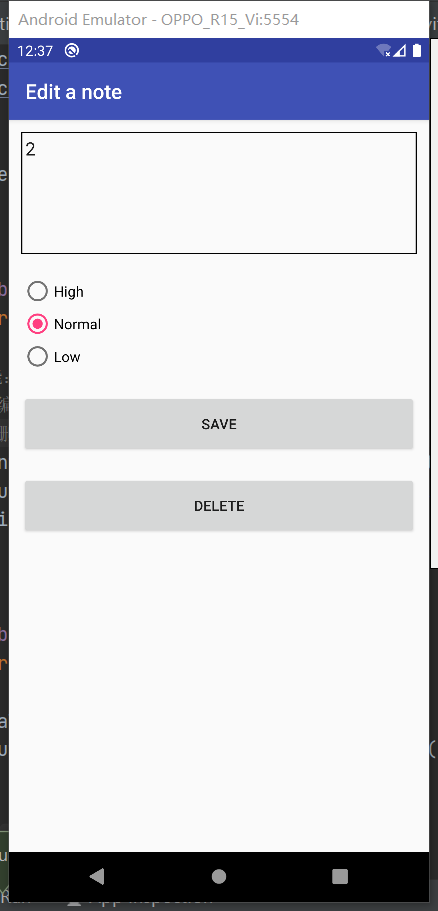 Android Emulator - OPPO_R15_Vi:5554
12:37
Edit a note
2
High
Normal
Low
SAVE
DELETE